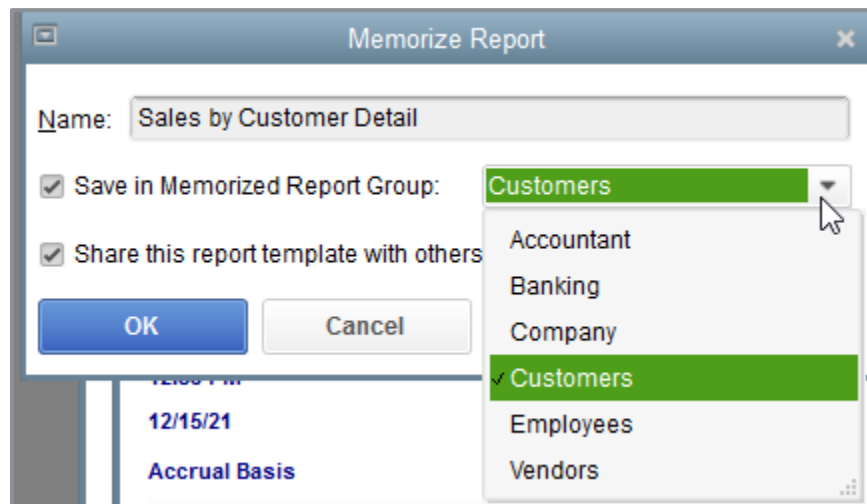 Memorize Report
Name: Sales by Customer Detail
Save in Memorized Report Group: Customers
Share this report template with others
OK Cancel
Accountant
Banking
Company
Customers
Employees
Vendors
12/15/21
Accrual Basis